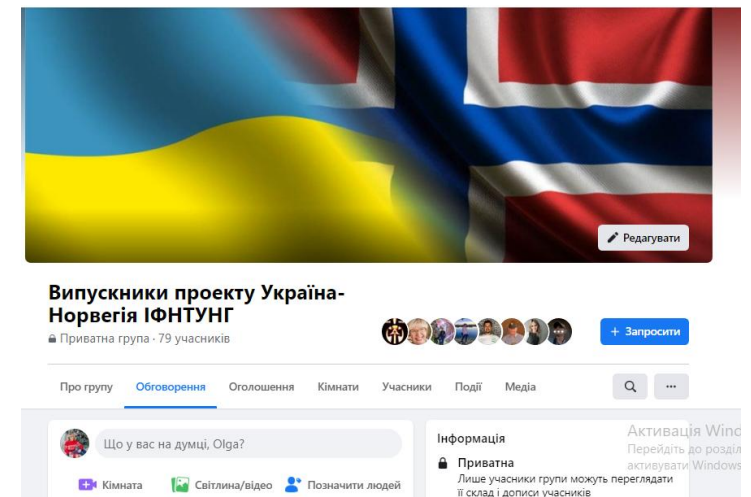 Редагувати
Випускники проекту Україна-
Норвегія ІФНТУНГ
Приватна група · 79 учасників
+ Запросити
Про групу Обговорення Оголошення Кімнати Учасники Події Медіа
Що у вас на думці, Olga?
Кімната Світлина/відео Позначити людей
Інформація
Приватна
Лише учасники групи можуть переглядати
її склад і дописи учасників
Активація Wind
Перейдіть до розділ
активувати Windows